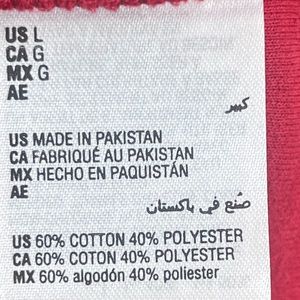 US L
CA G
MX G
AE
كبير
US MADE IN PAKISTAN
CA FABRIQUÉ AU PAKISTAN
MX HECHO EN PAQUISTÁN
AE
صُنع في باكستان
US 60% COTTON 40% POLYESTER
CA 60% COTON 40% POLYESTER
MX 60% algodón 40% poliester